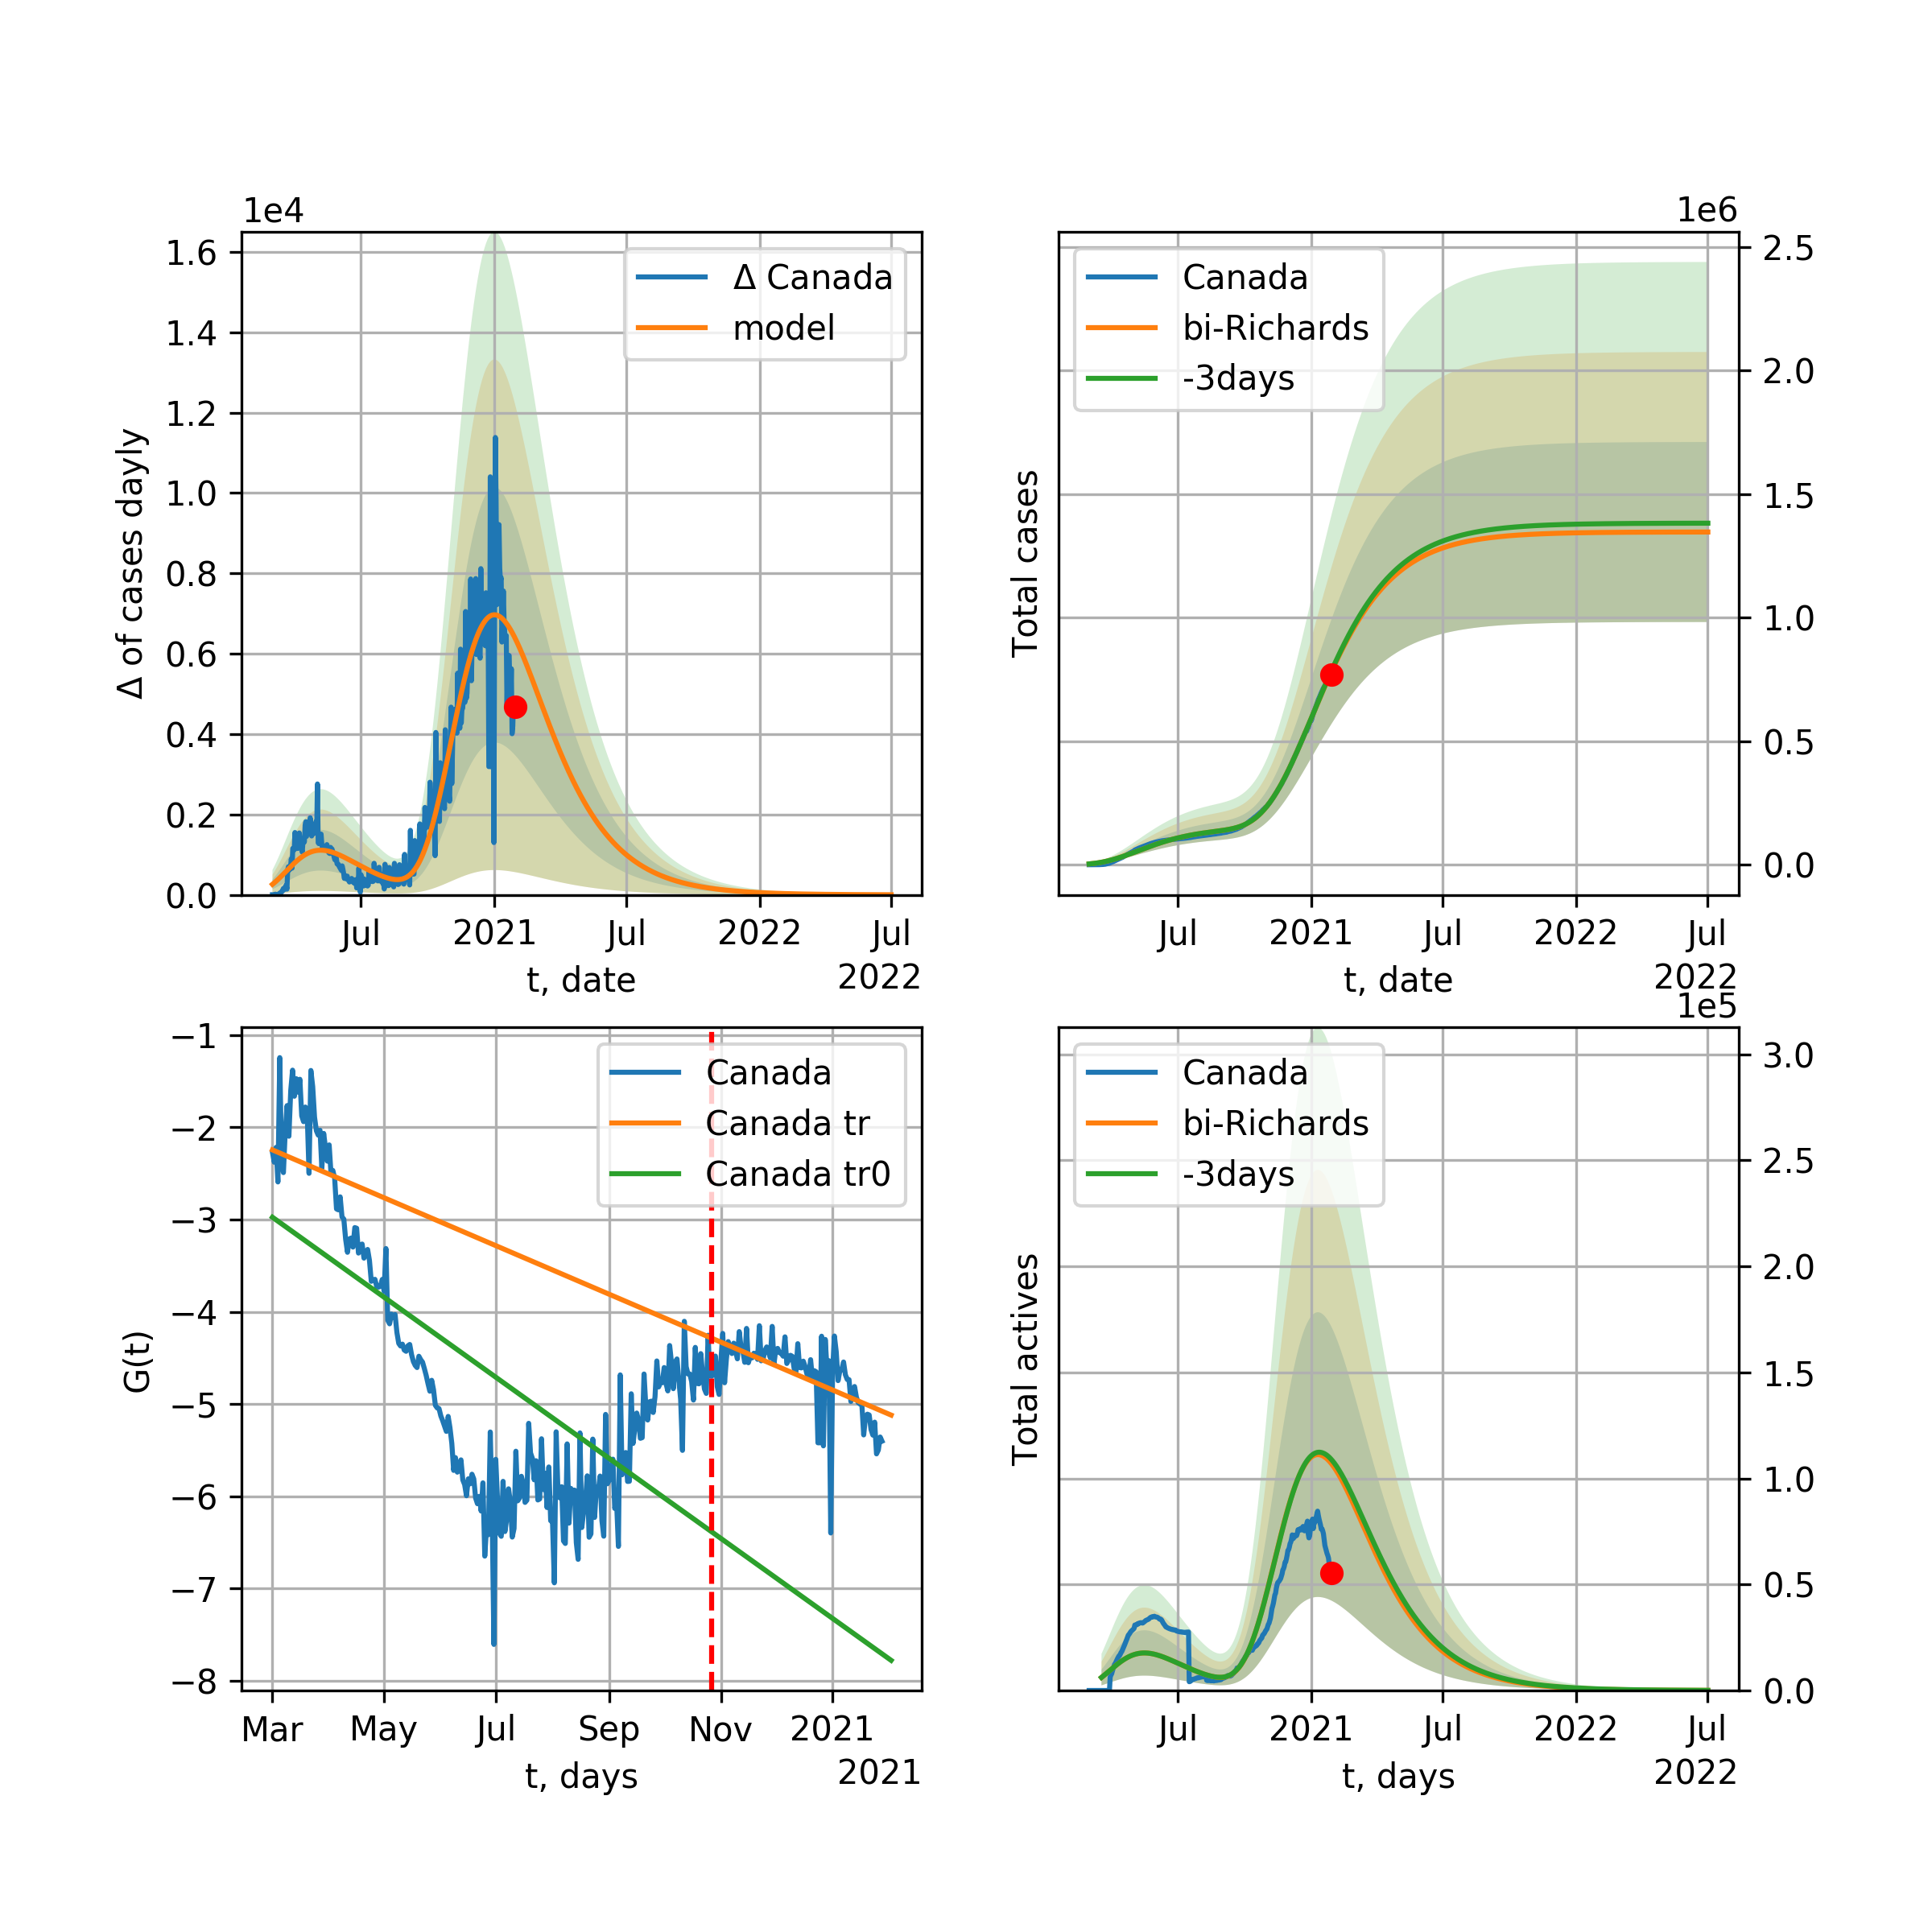 1e4
Δ of cases dayly
1.6
1.4
1.2
1.0
0.8
0.6
0.4
0.2
0.0
Δ Canada
model
Jul
2021
Jul
2022
Jul
2022
t, date
1e6
Total cases
2.5
2.0
1.5
1.0
0.5
0.0
Canada
bi-Richards
-3days
Jul
2021
Jul
2022
Jul
2022
t, date
G(t)
−1
−2
−3
−4
−5
−6
−7
−8
Canada
Canada tr
Canada tr0
Mar
May
Jul
Sep
Nov
2021
2021
t, days
1e5
Total actives
3.0
2.5
2.0
1.5
1.0
0.5
0.0
Canada
bi-Richards
-3days
Jul
2021
Jul
2022
Jul
2022
t, days